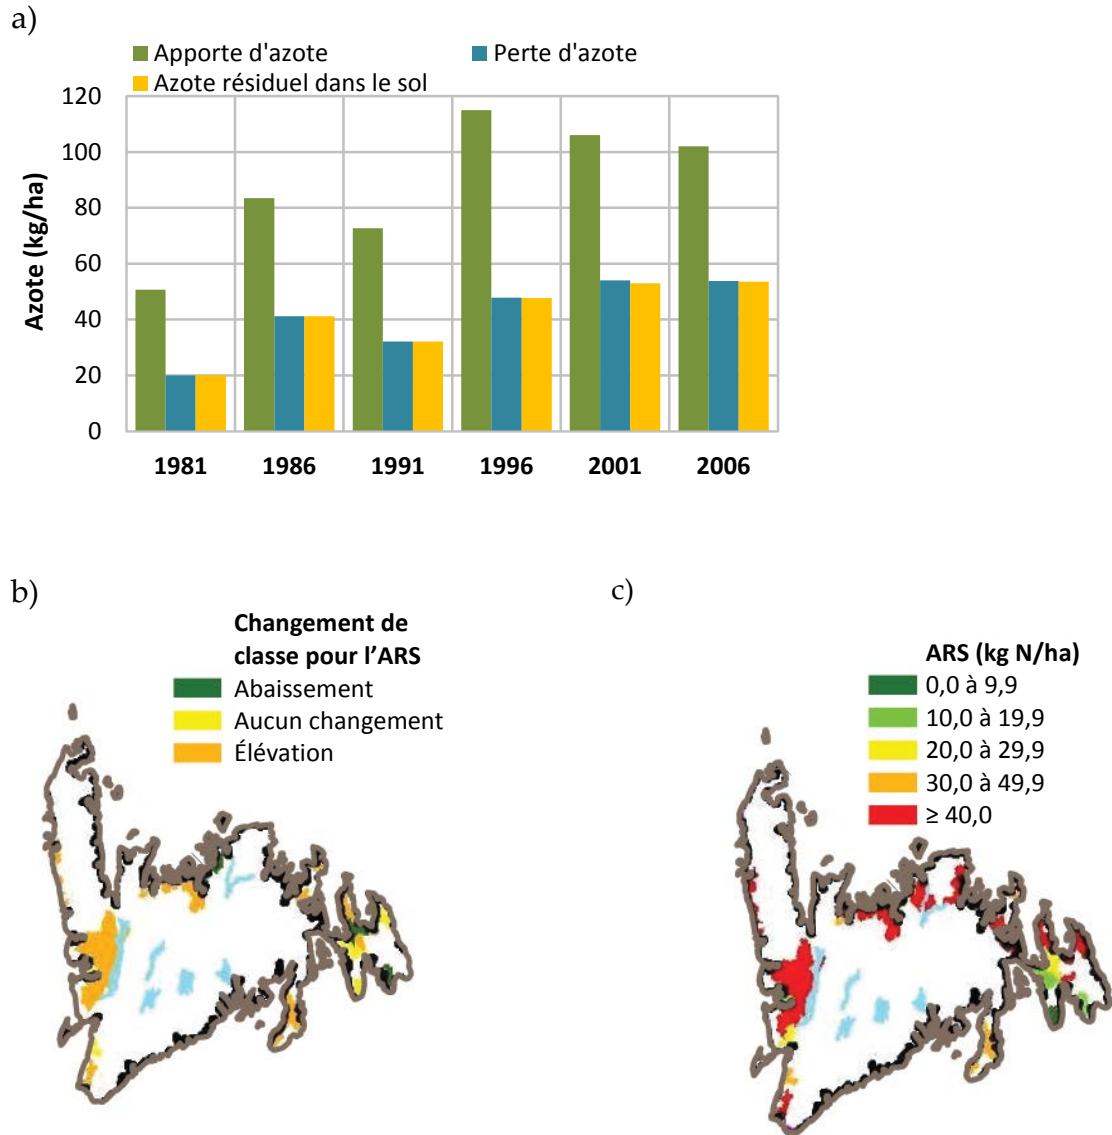 a)
Apporte d'azote
Perte d'azote
Azote résiduel dans le sol
Azote (kg/ha)
120
100
80
60
40
20
0
1981 1986 1991 1996 2001 2006
b)
Changement de
classe pour l’ARS
Abaissement
Aucun changement
Élévation
c)
ARS (kg N/ha)
0,0 à 9,9
10,0 à 19,9
20,0 à 29,9
30,0 à 49,9
≥ 40,0